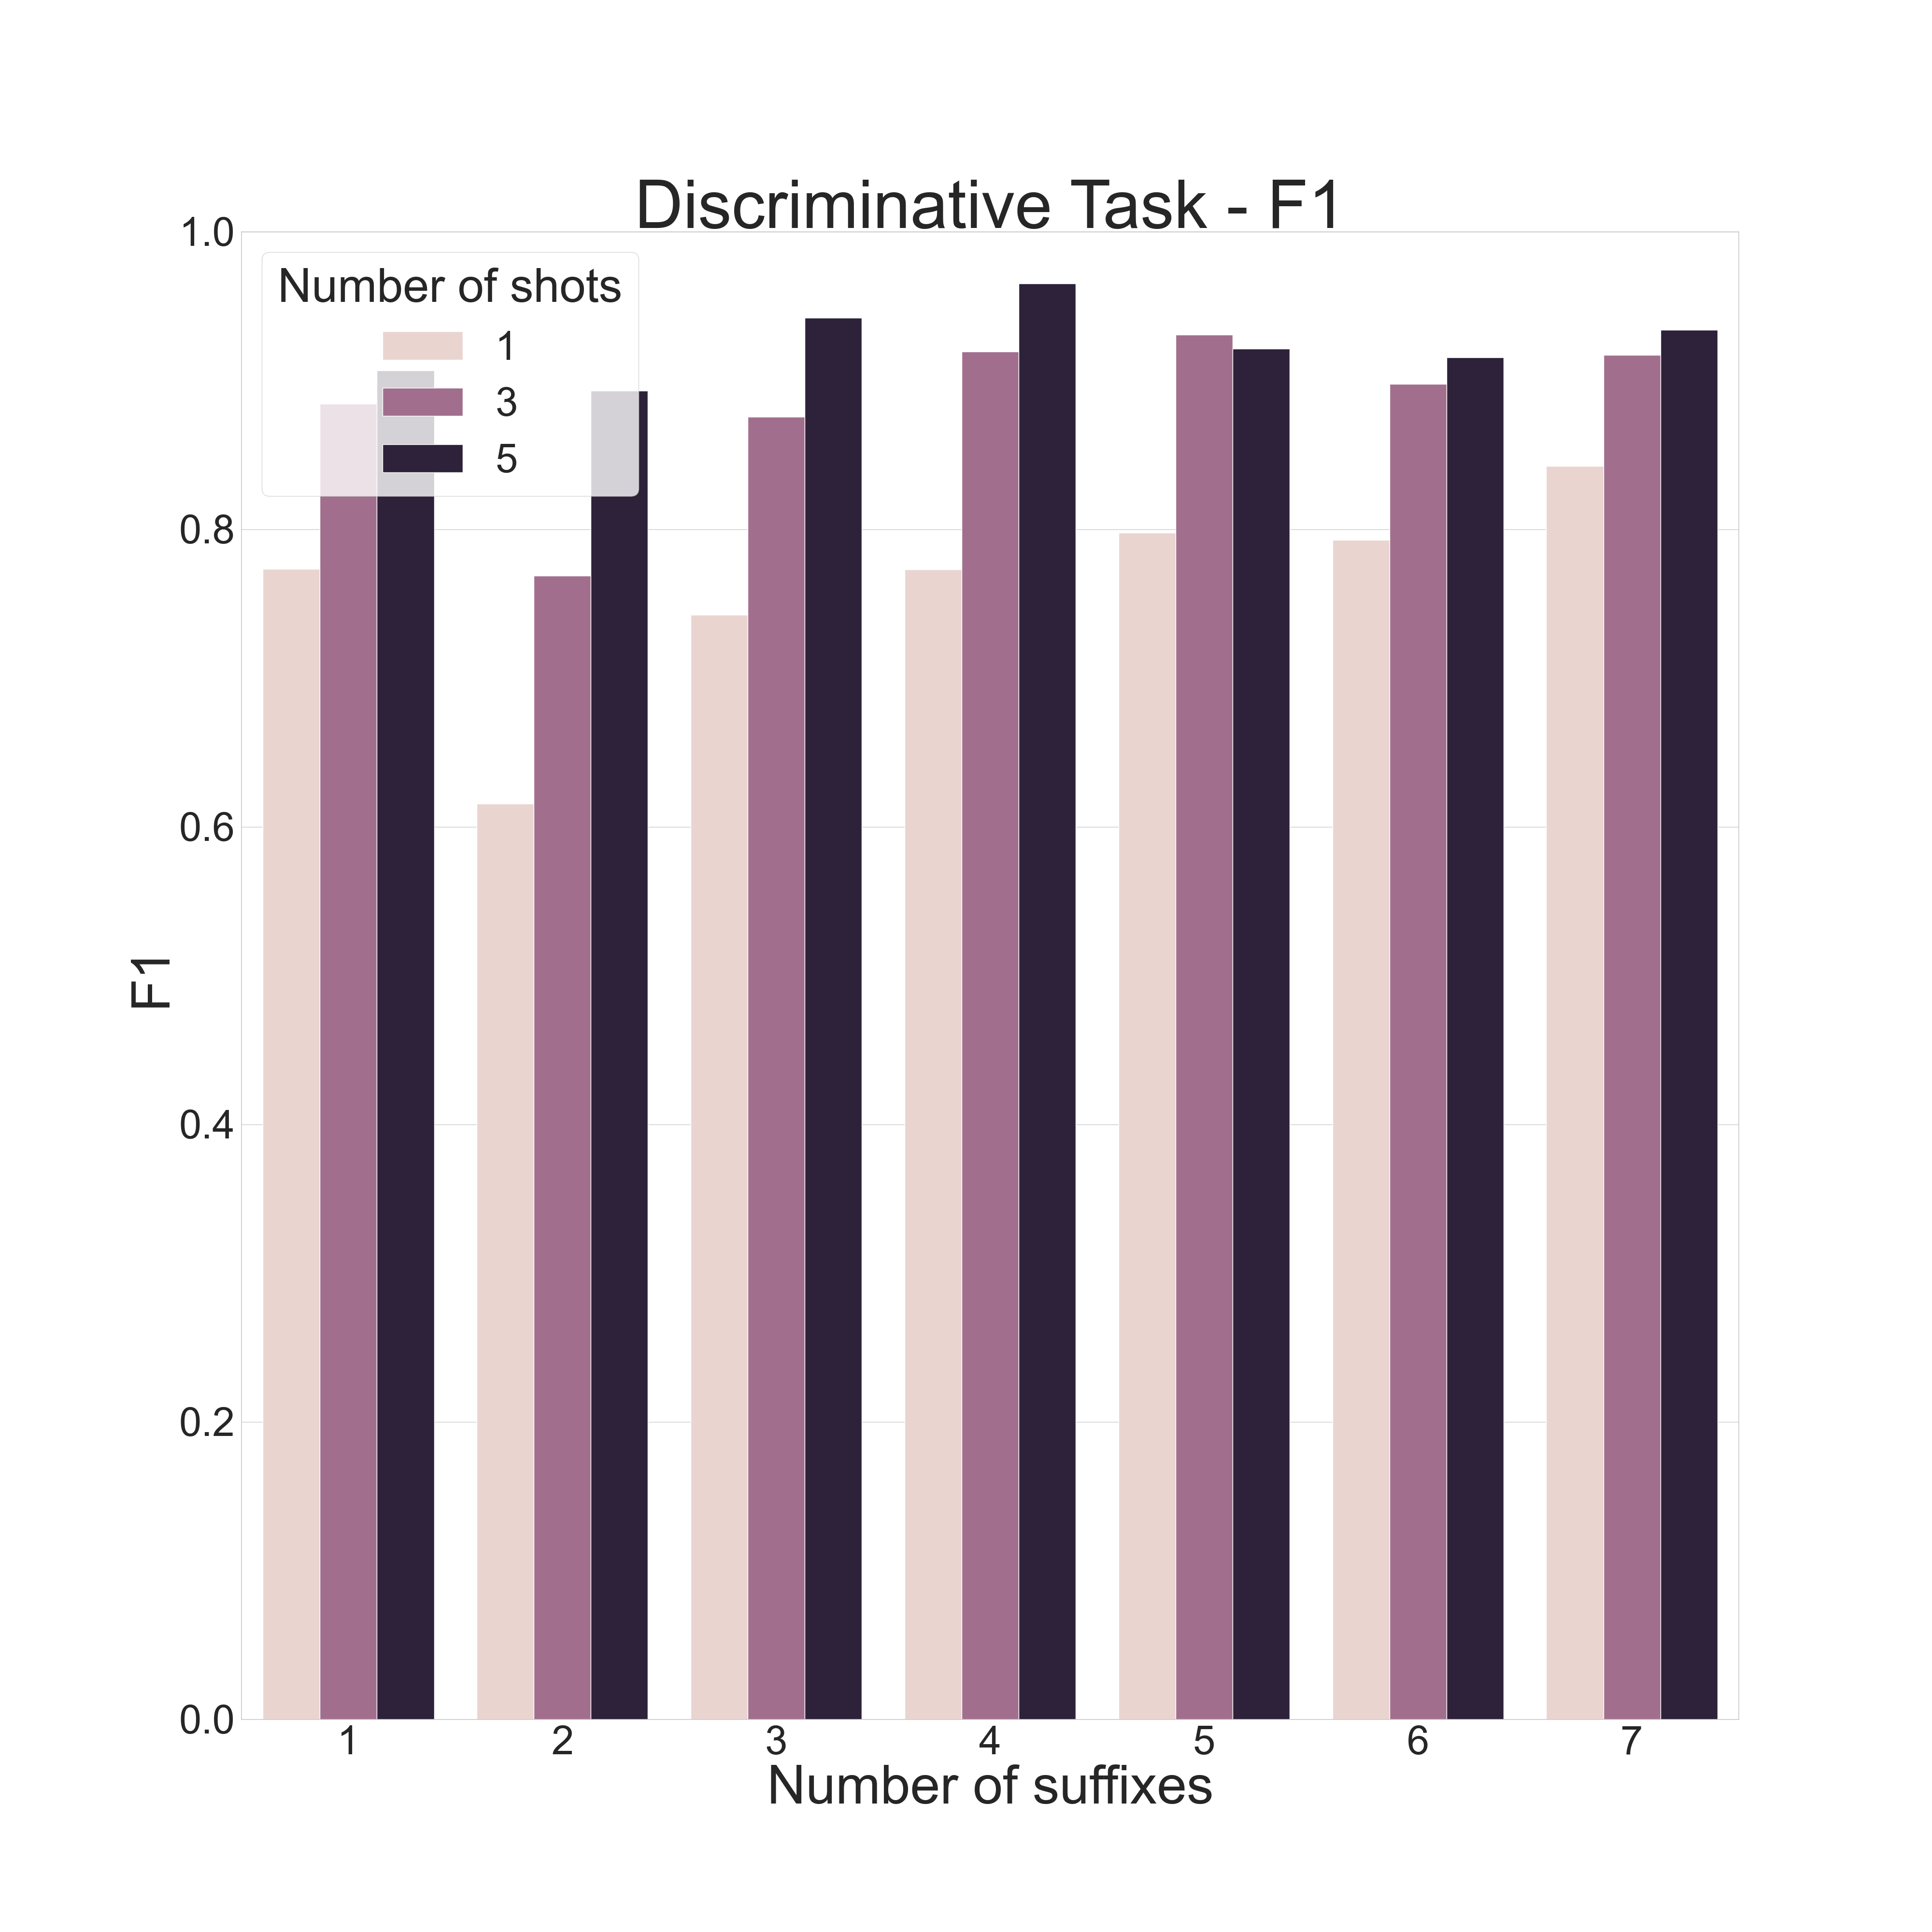 Discriminative Task - F1
1.0
0.8
0.6
0.4
0.2
0.0
F1
Number of shots
1
3
5
1 2 3 4 5 6 7
Number of suffixes